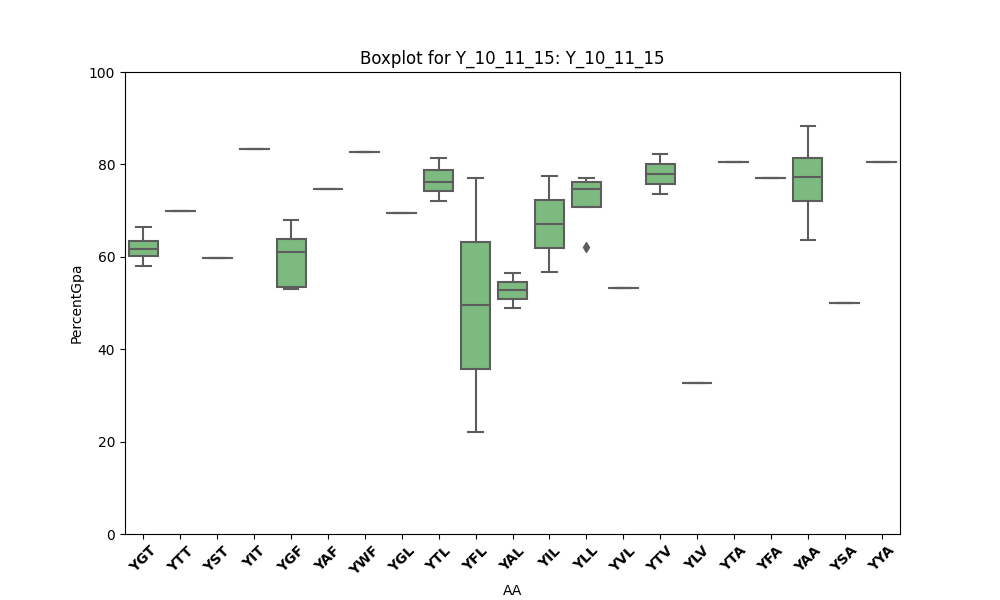 Boxplot for Y_10_11_15: Y_10_11_15
PercentGpa
100
80
60
40
20
0
YGT YTT YST YIT YGF YAF YWF YGL YTL YFL YAL YIL YLL YVL YTV YLV YTA YFA YAA YSA YYA
AA